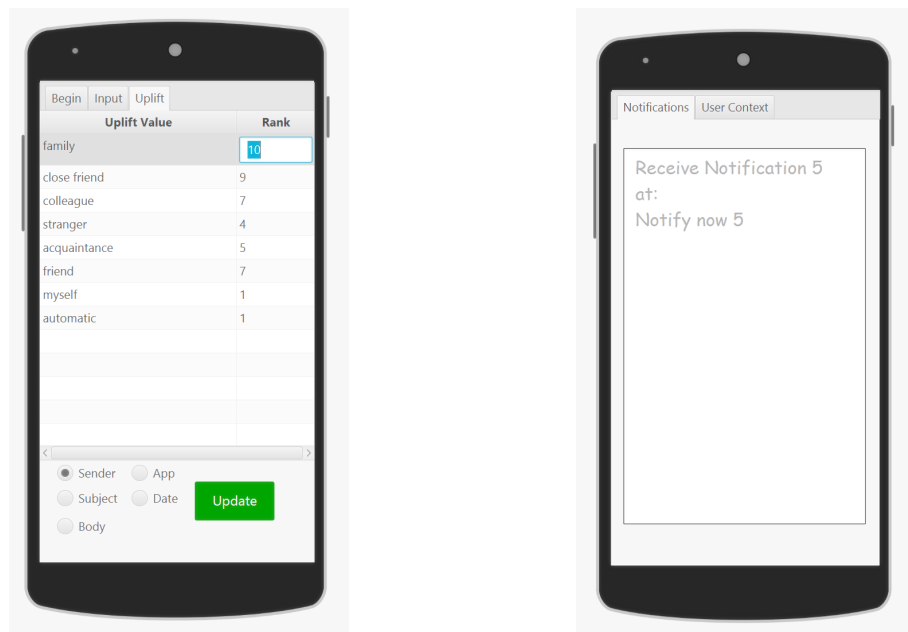 Begin Input Uplift
Uplift Value Rank
family 10
close friend 9
colleague 7
stranger 4
acquaintance 5
friend 7
myself 1
automatic 1
Sender App
Subject Date
Update
Body
Notifications User Context
Receive Notification 5
at:
Notify now 5